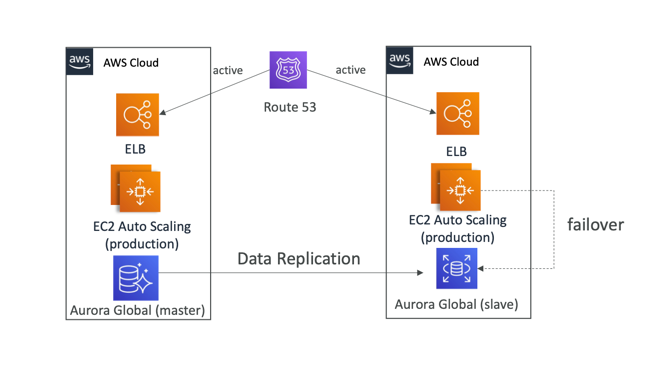 aws
AWS Cloud
active
53
active
Route 53
aws
AWS Cloud
ELB
ELB
EC2 Auto Scaling
(production)
EC2 Auto Scaling
(production)
failover
Data Replication
Aurora Global (master)
Aurora Global (slave)